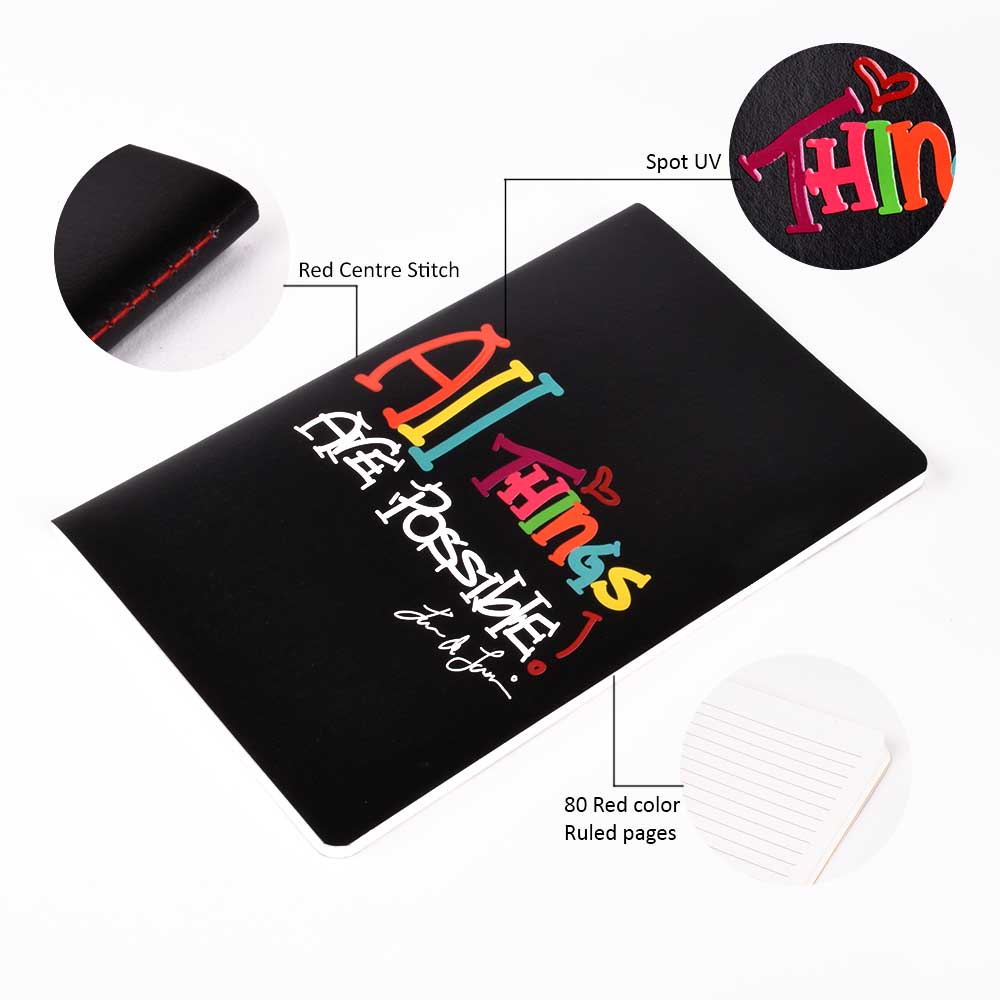 Spot UV
THIN
Red Centre Stitch
All
THINGS
ARE POSSIBLE!
80 Red color
Ruled pages